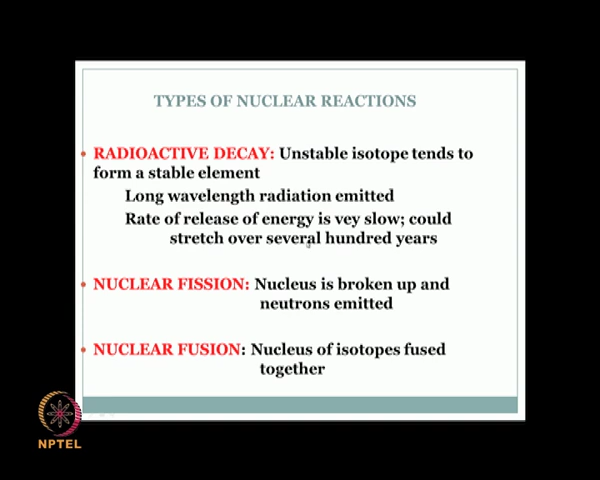 TYPES OF NUCLEAR REACTIONS
• RADIOACTIVE DECAY: Unstable isotope tends to
form a stable element
Long wavelength radiation emitted
Rate of release of energy is vey slow; could
stretch over several hundred years
• NUCLEAR FISSION: Nucleus is broken up and
neutrons emitted
• NUCLEAR FUSION: Nucleus of isotopes fused
together
NPTEL